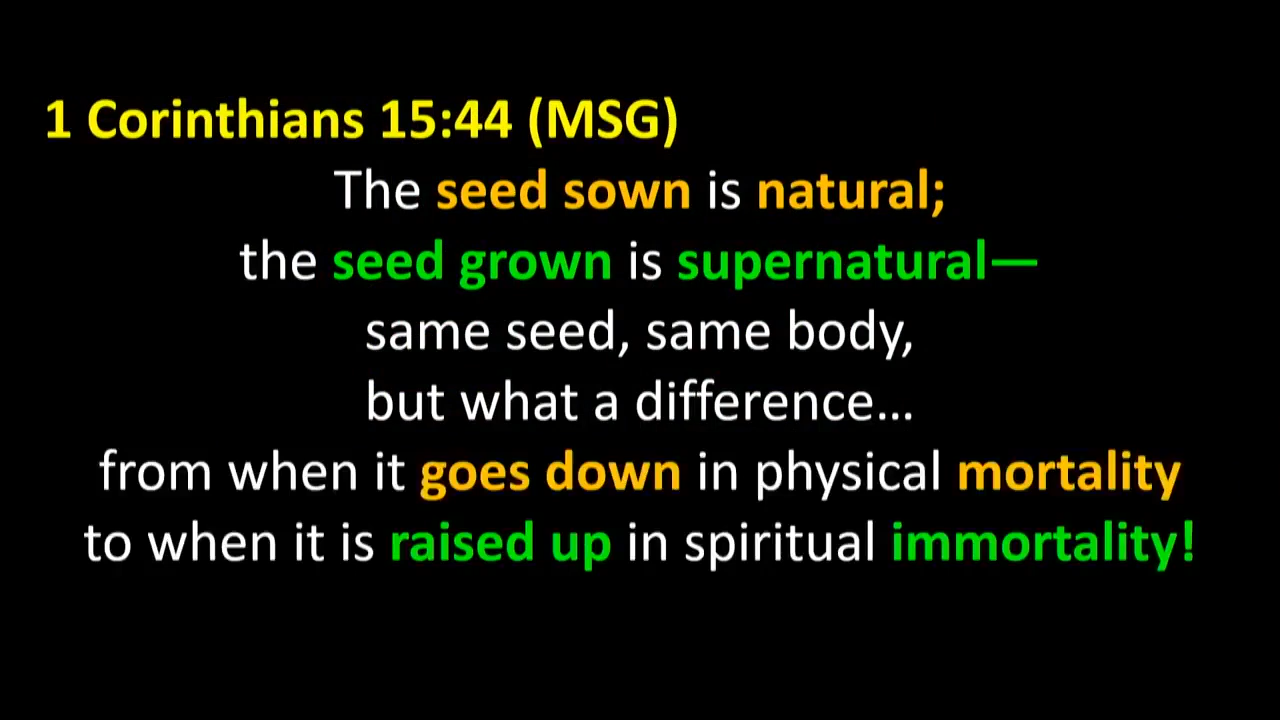 1 Corinthians 15:44 (MSG)
The seed sown is natural;
the seed grown is supernatural—
same seed, same body,
but what a difference…
from when it goes down in physical mortality
to when it is raised up in spiritual immortality!